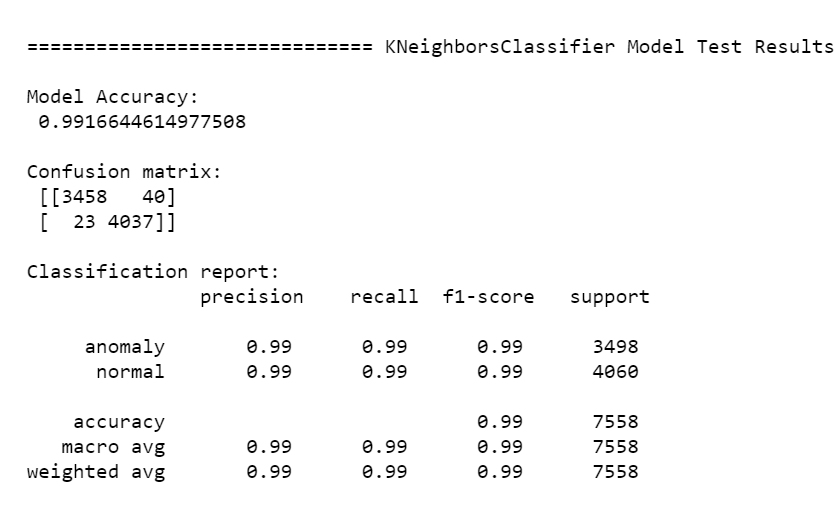 ============================== KNeighborsClassifier Model Test Results
Model Accuracy:
 0.9916644614977508
Confusion matrix:
 [[3458   40]
 [  23 4037]]
Classification report:
               precision    recall  f1-score   support
     anomaly       0.99      0.99      0.99      3498
      normal       0.99      0.99      0.99      4060
    accuracy                           0.99      7558
   macro avg       0.99      0.99      0.99      7558
weighted avg       0.99      0.99      0.99      7558